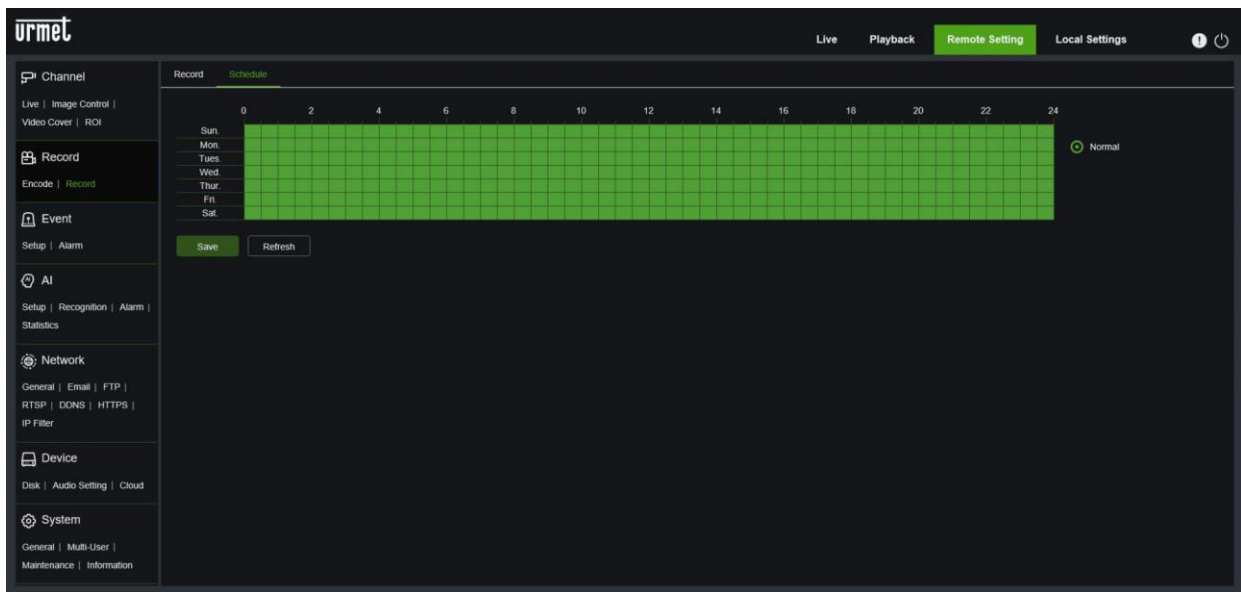 urmet
Live Playback Remote Setting Local Settings
Channel
Live | Image Control |
Video Cover | ROI
Record
Encode | Record
Event
Setup | Alarm
AI
Setup | Recognition | Alarm |
Statistics
Network
General | Email | FTP |
RTSP | DDNS | HTTPS |
IP Filter
Device
Disk | Audio Setting | Cloud
System
General | Multi-User |
Maintenance | Information
Record Schedule
0 2 4 6 8 10 12 14 16 18 20 22 24
Sun.
Mon.
Tues.
Wed.
Thur.
Fri.
Sat.
Normal
Save Refresh